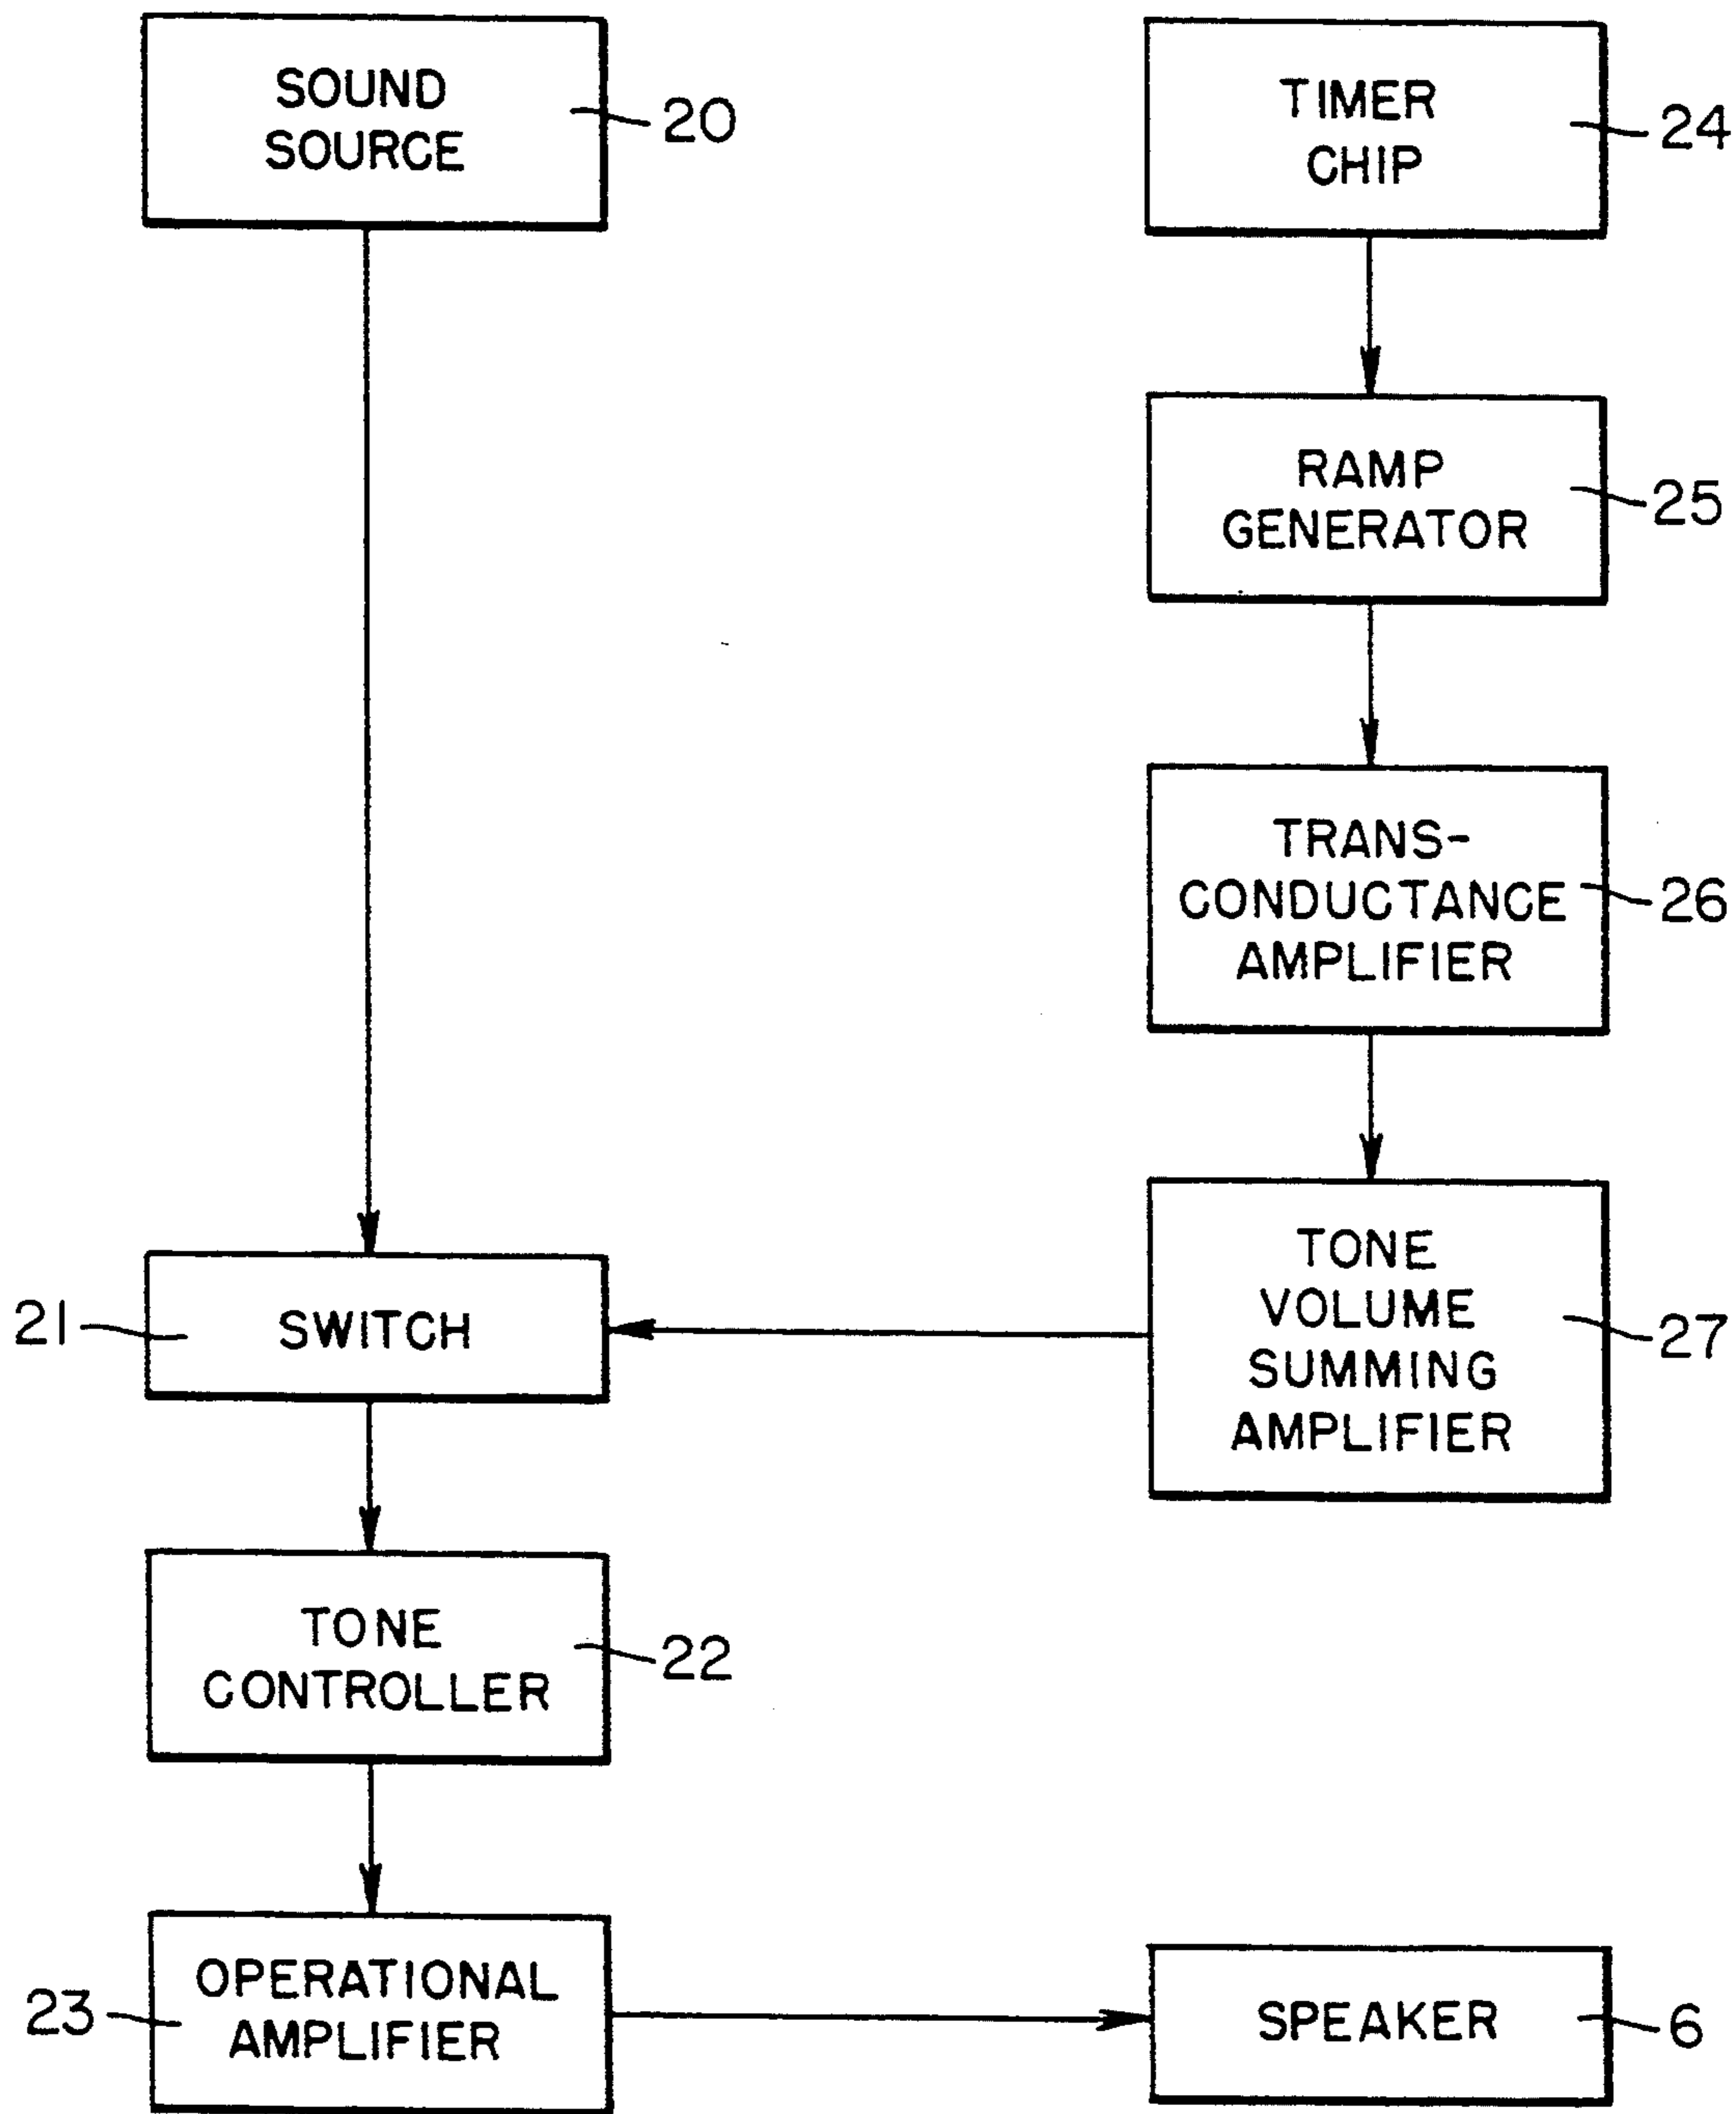 SOUND
SOURCE
20
TIMER
CHIP
24
RAMP
GENERATOR
25
TRANS-
CONDUCTANCE
AMPLIFIER
26
21
SWITCH
TONE
VOLUME
SUMMING
AMPLIFIER
27
TONE
CONTROLLER
22
23
OPERATIONAL
AMPLIFIER
SPEAKER
6